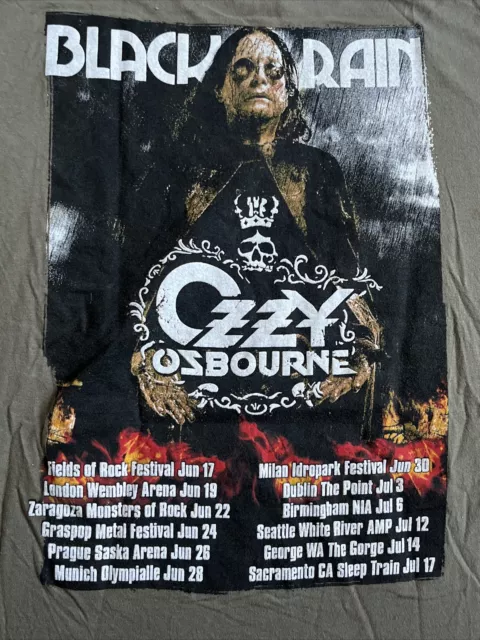 BLACK RAIN
OZZY
OSBOURNE
Fields of Rock Festival Jun 17
London Wembley Arena Jun 19
Zaragoza Monsters of Rock Jun 22
Graspop Metal Festival Jun 24
Prague Saska Arena Jun 26
Munich Olympialle Jun 28
Milan Idropark Festival Jun 30
Dublin The Point Jul 3
Birmingham NIA Jul 6
Seattle White River AMP Jul 12
George WA The Gorge Jul 14
Sacramento CA Sleep Train Jul 17